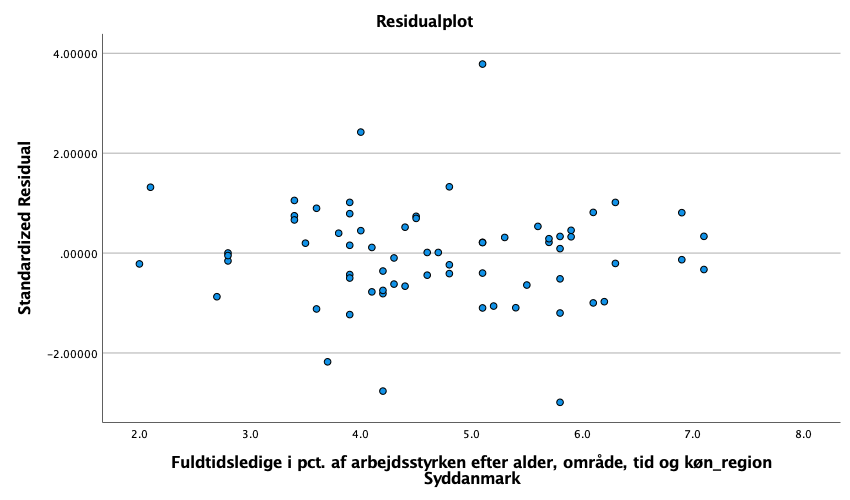 Residualplot
Standardized Residual
4.00000
2.00000
.00000
-2.00000
2.0 3.0 4.0 5.0 6.0 7.0 8.0
Fuldtidsledige i pct. af arbejdsstyrken efter alder, område, tid og køn_region
Syddanmark